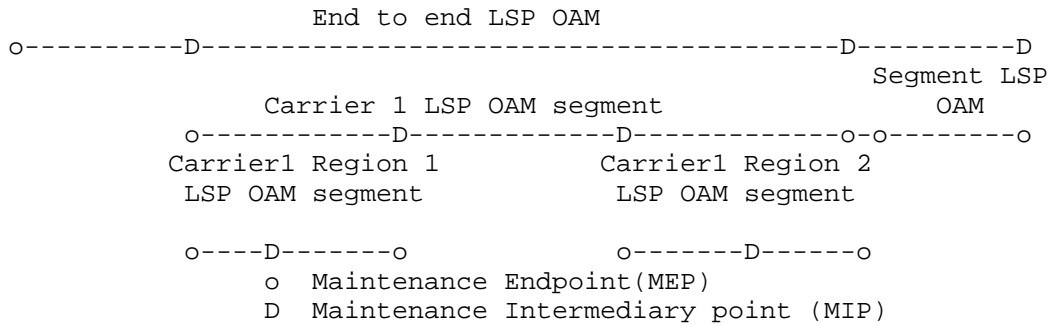 End to end LSP OAM
o----------D----------------------------------------D----------D
Segment LSP
Carrier 1 LSP OAM segment OAM
o------------D-------------D-------------o-o--------o
Carrier1 Region 1 Carrier1 Region 2
LSP OAM segment LSP OAM segment
o----D-------o o-------D------o
o Maintenance Endpoint(MEP)
D Maintenance Intermediary point (MIP)